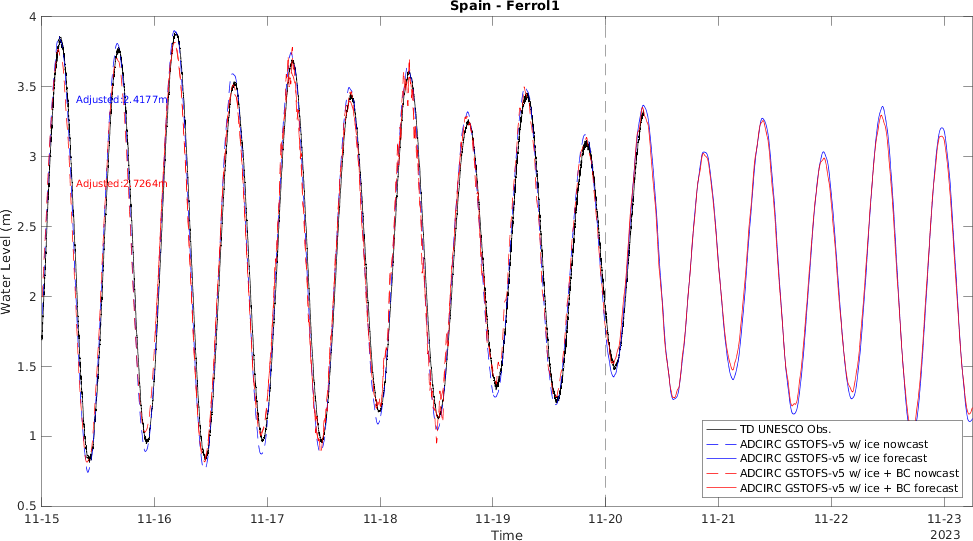 Spain - Ferrol1
4
3.5
3
2.5
2
1.5
1
0.5
Water Level (m)
Adjusted:2.4177m
Adjusted:2.7264m
TD UNESCO Obs.
ADCIRC GSTOFS-v5 w/ ice nowcast
ADCIRC GSTOFS-v5 w/ ice forecast
ADCIRC GSTOFS-v5 w/ ice + BC nowcast
ADCIRC GSTOFS-v5 w/ ice + BC forecast
11-15 11-16 11-17 11-18 11-19 11-20 11-21 11-22 11-23
2023
Time